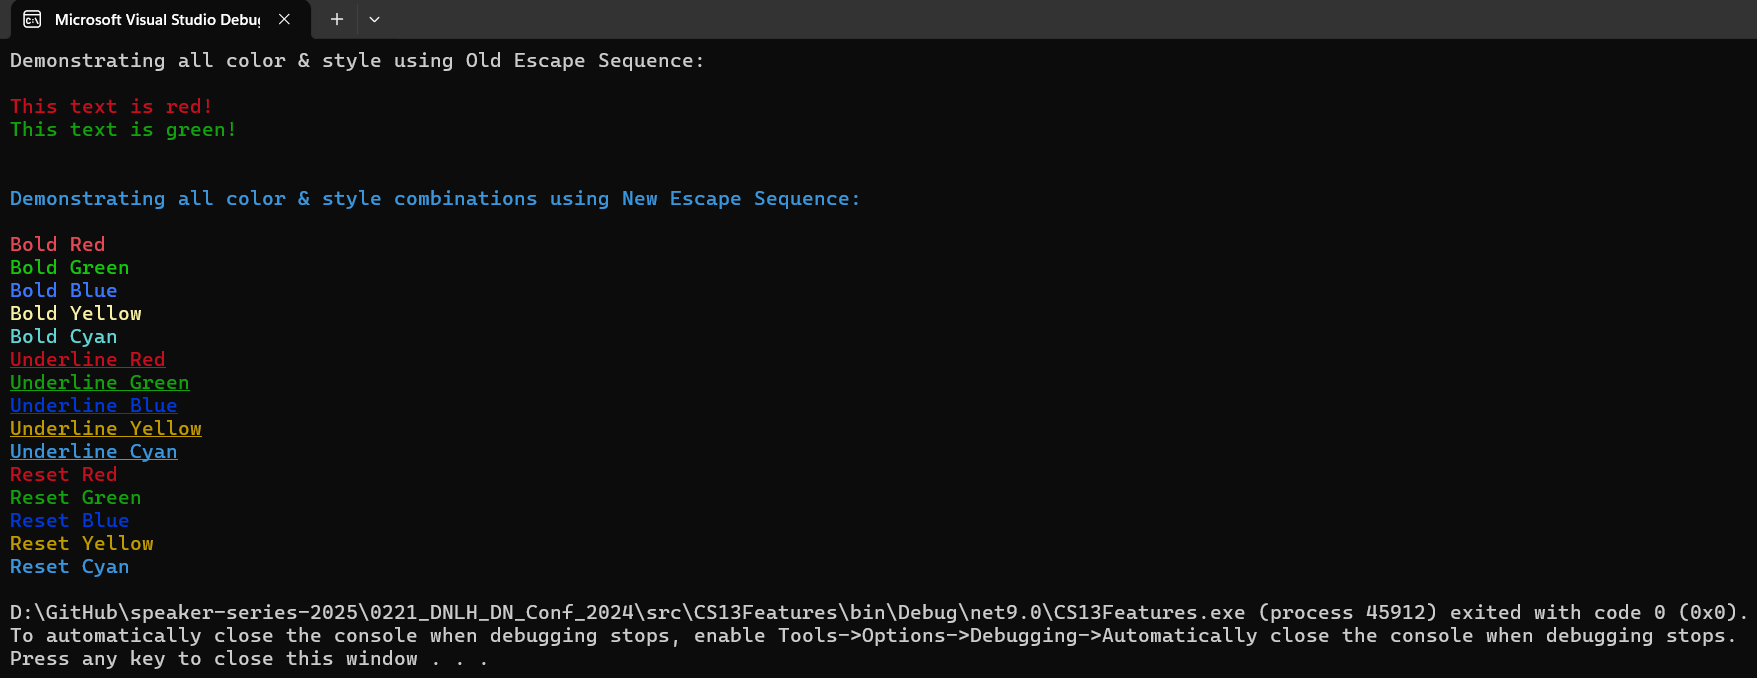 Microsoft Visual Studio Debug
Demonstrating all color & style using Old Escape Sequence:
This text is red!
This text is green!
Demonstrating all color & style combinations using New Escape Sequence:
Bold Red
Bold Green
Bold Blue
Bold Yellow
Bold Cyan
Underline Red
Underline Green
Underline Blue
Underline Yellow
Underline Cyan
Reset Red
Reset Green
Reset Blue
Reset Yellow
Reset Cyan
D:\GitHub\speaker-series-2025\0221_DNLH_DN_Conf_2024\src\CS13Features\bin\Debug\net9.0\CS13Features.exe (process 45912) exited with code 0 (0x0).
To automatically close the console when debugging stops, enable Tools->Options->Debugging->Automatically close the console when debugging stops.
Press any key to close this window . . .